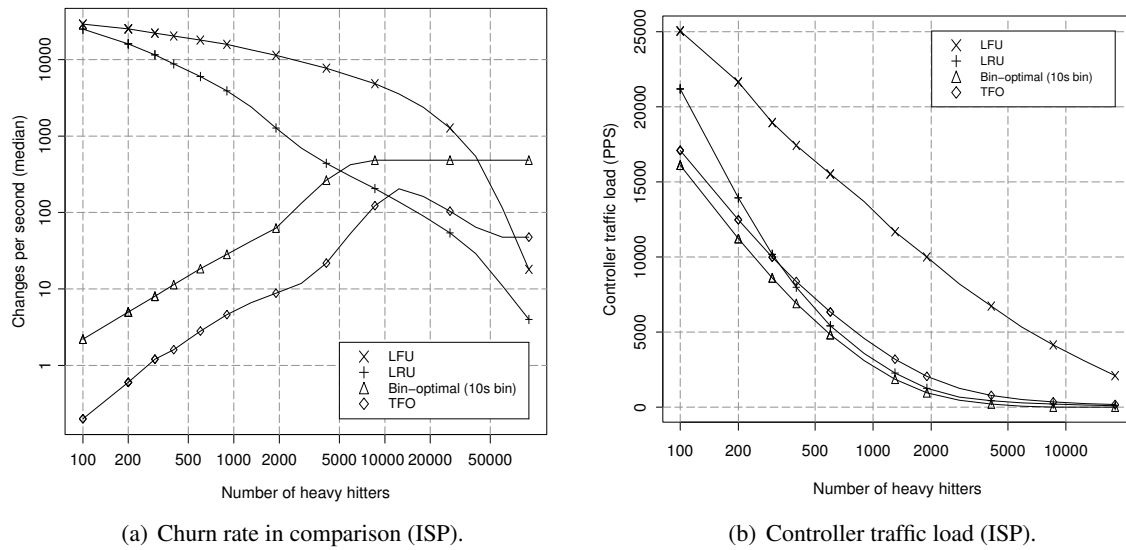 Changes per second (median)
10000
1000
100
10
1
LFU
LRU
Bin−optimal (10s bin)
TFO
100 200 500 1000 2000 5000 10000 20000 50000
Number of heavy hitters
(a) Churn rate in comparison (ISP).
Controller traffic load (PPS)
25000
20000
15000
10000
5000
0
LFU
LRU
Bin−optimal (10s bin)
TFO
100 200 500 1000 2000 5000 10000
Number of heavy hitters
(b) Controller traffic load (ISP).